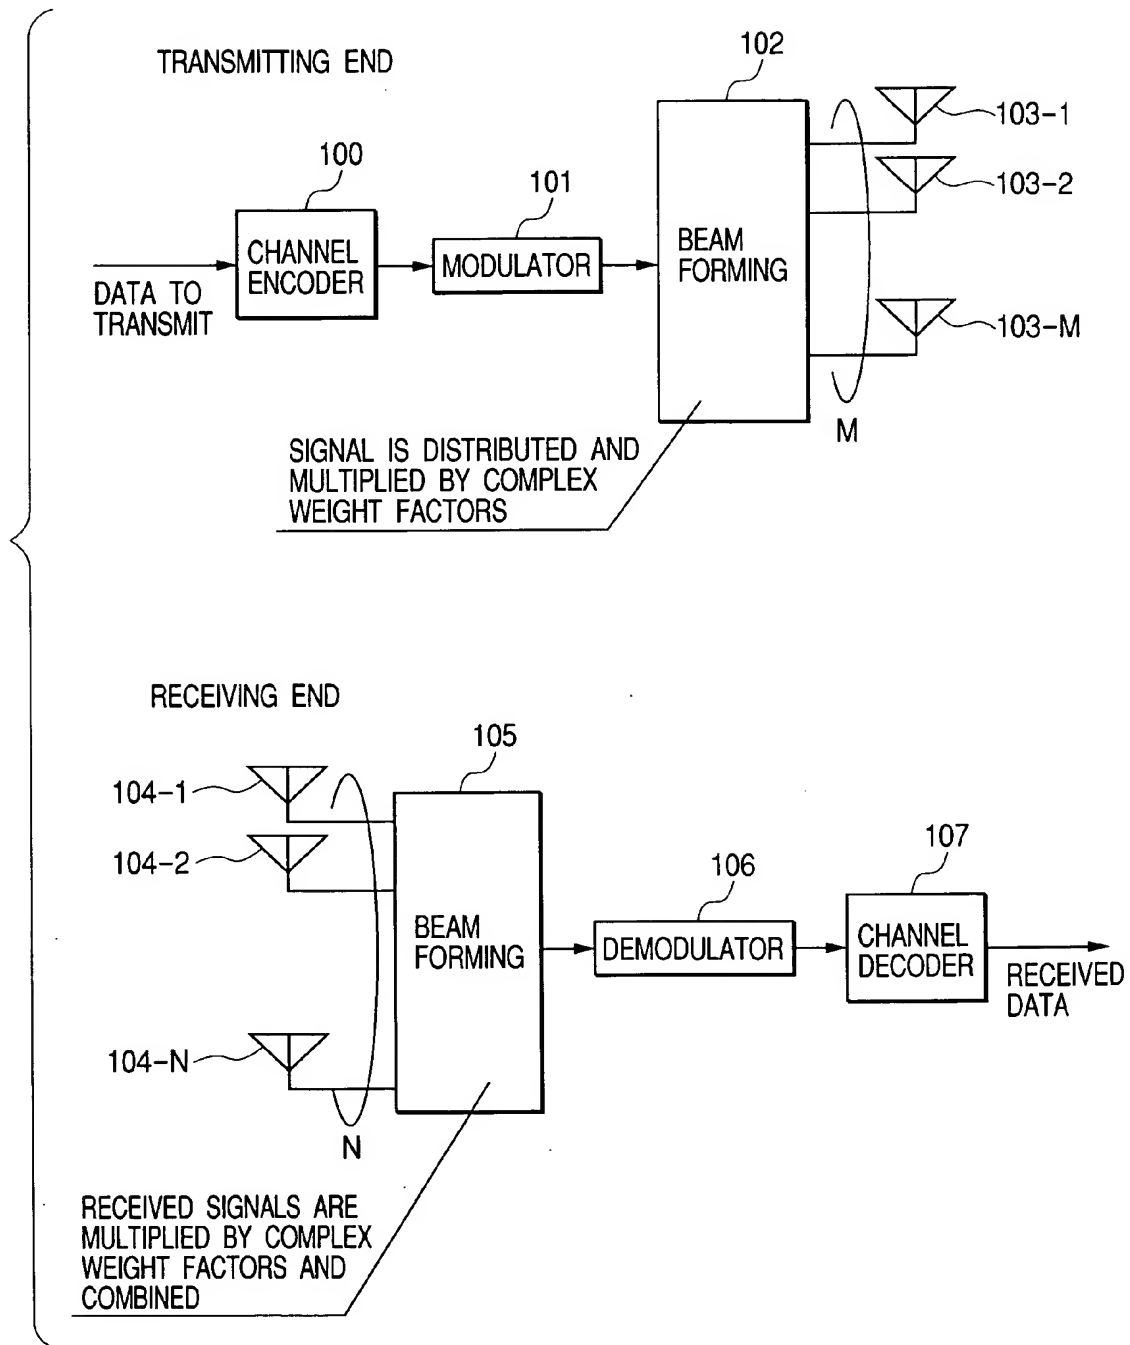 TRANSMITTING END
102
103-1
100
101
103-2
CHANNEL
ENCODER
MODULATOR
BEAM
FORMING
DATA TO
TRANSMIT
103-M
M
SIGNAL IS DISTRIBUTED AND
MULTIPLIED BY COMPLEX
WEIGHT FACTORS
RECEIVING END
105
104-1
107
104-2
106
BEAM
FORMING
DEMODULATOR
CHANNEL
DECODER
RECEIVED
DATA
104-N
N
RECEIVED SIGNALS ARE
MULTIPLIED BY COMPLEX
WEIGHT FACTORS AND
COMBINED